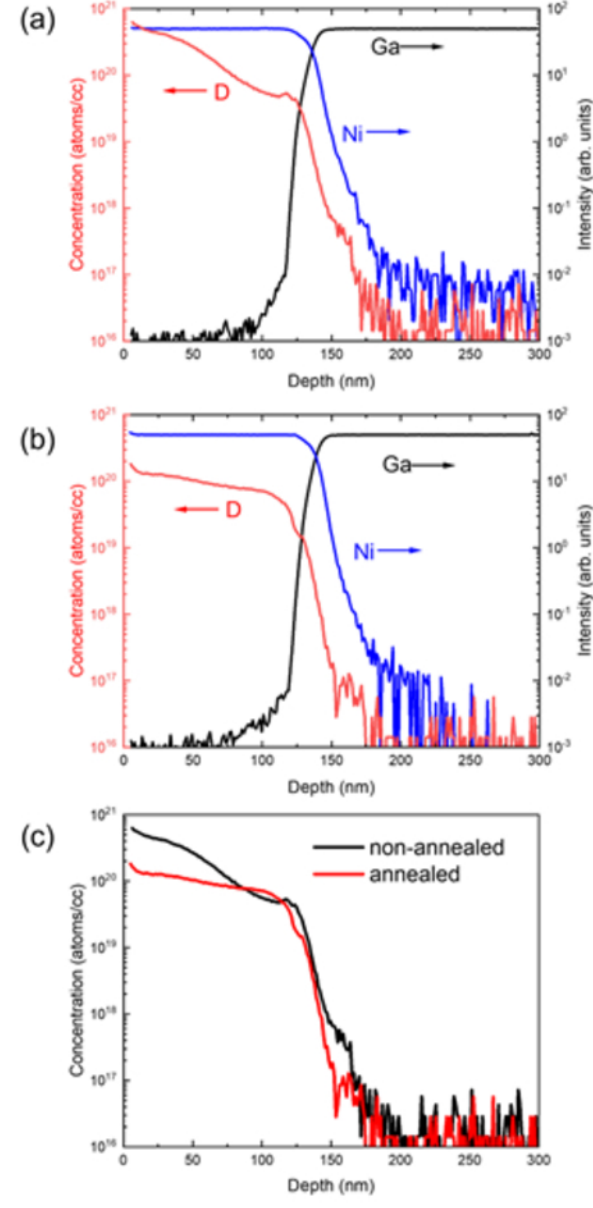 (a)
10²¹
10²⁰
10¹⁹
10¹⁸
10¹⁷
10¹⁶
Concentration (atoms/cc)
D
Ga
Ni
10²
10¹
10⁰
10⁻¹
10⁻²
10⁻³
Intensity (arb. units)
0 50 100 150 200 250 300
Depth (nm)
(b)
10²¹
10²⁰
10¹⁹
10¹⁸
10¹⁷
10¹⁶
Concentration (atoms/cc)
D
Ga
Ni
10²
10¹
10⁰
10⁻¹
10⁻²
10⁻³
Intensity (arb. units)
0 50 100 150 200 250 300
Depth (nm)
(c)
10²¹
10²⁰
10¹⁹
10¹⁸
10¹⁷
10¹⁶
Concentration (atoms/cc)
non-annealed
annealed
0 50 100 150 200 250 300
Depth (nm)